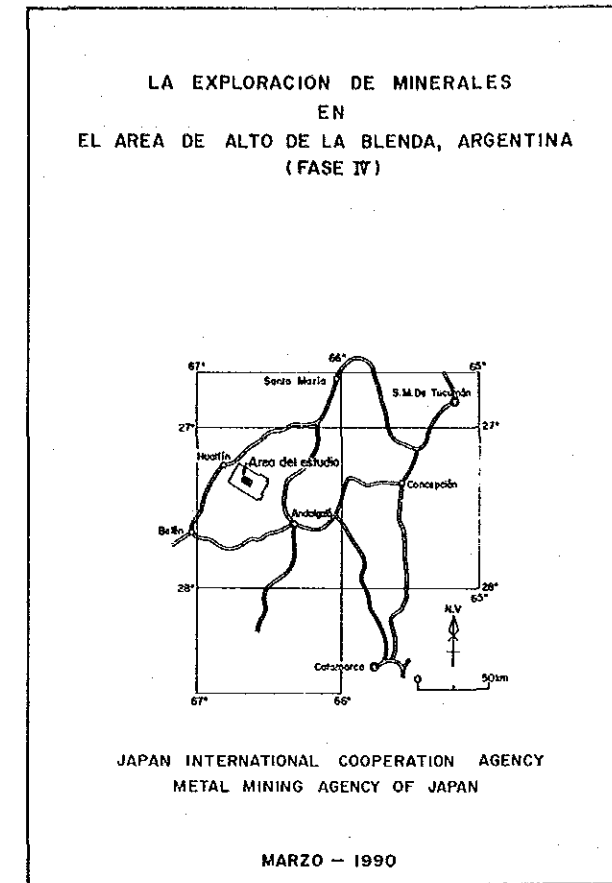 LA EXPLORACION DE MINERALES
EN
EL AREA DE ALTO DE LA BLENDA, ARGENTINA
(FASE IV)
67° 66° 65°
Santa María
S.M. De Tucumán
27° 27°
Hualfín
Area del estudio
Concepción
Andalgalá
Belén
28° 28°
65°
N.V
Catamarca
0 50km
67° 66°
JAPAN INTERNATIONAL COOPERATION AGENCY
METAL MINING AGENCY OF JAPAN
MARZO — 1990